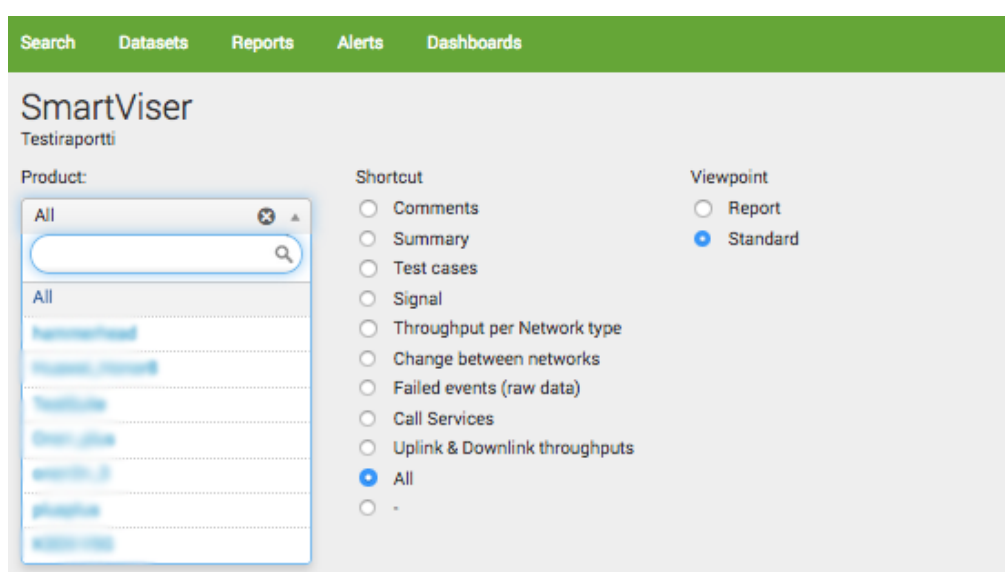 Search Datasets Reports Alerts Dashboards
SmartViser
Testiraportti
Product:
All
All
Shortcut
Comments
Summary
Test cases
Signal
Throughput per Network type
Change between networks
Failed events (raw data)
Call Services
Uplink & Downlink throughputs
All
-
Viewpoint
Report
Standard